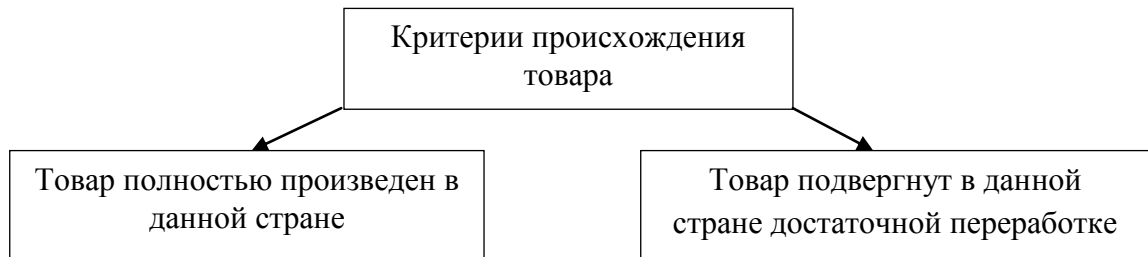 Критерии происхождения
товара
Товар полностью произведен в
данной стране
Товар подвергнут в данной
стране достаточной переработке